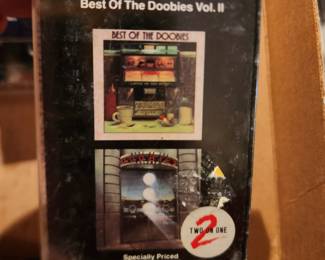 Best Of The Doobies Vol. II
BEST OF THE DOOBIES
2
TWO ON ONE
Specially Priced